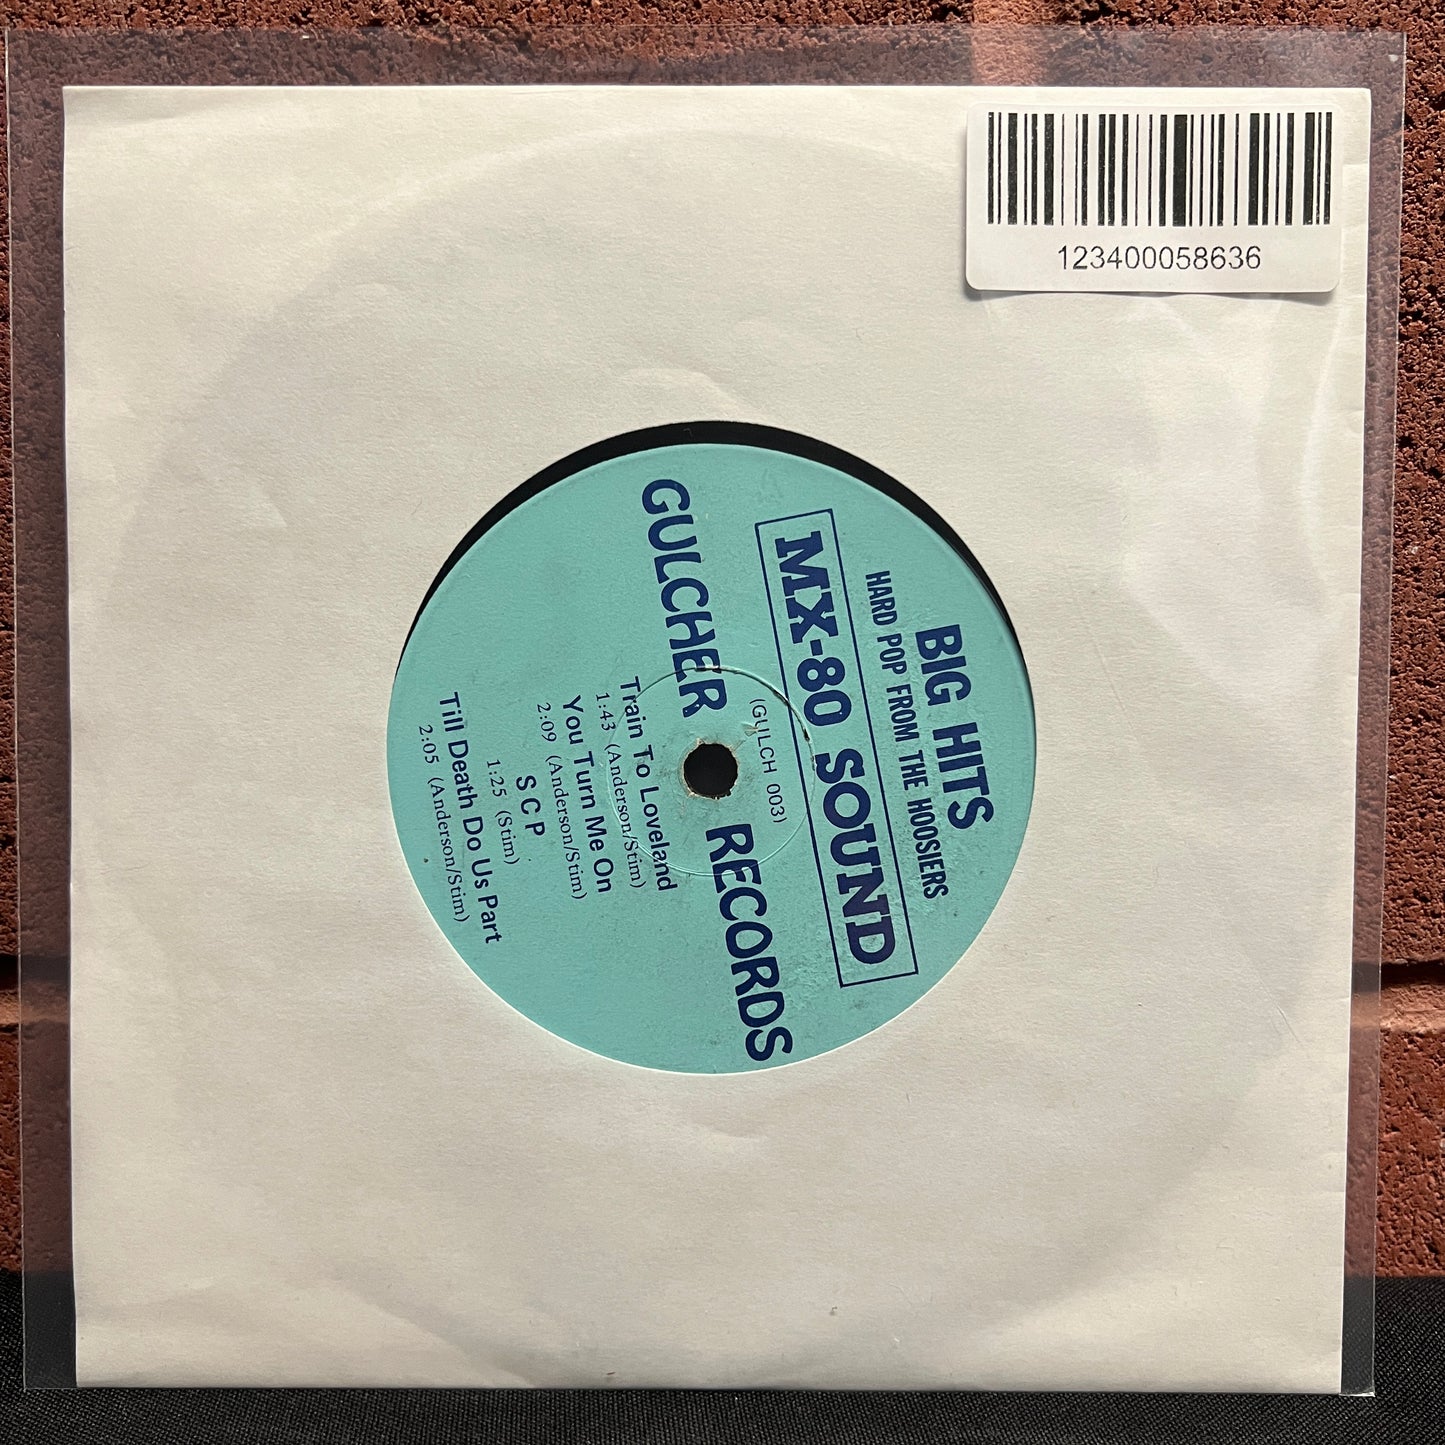 123400058636
BIG HITS
HARD POP FROM THE HOOSIERS
MX-80 SOUND
(GULCH 003)
GULCHER RECORDS
Train To Loveland
1:43 (Anderson/Stim)
You Turn Me On
2:09 (Anderson/Stim)
S C P
1:25 (Stim)
Till Death Do Us Part
2:05 (Anderson/Stim)